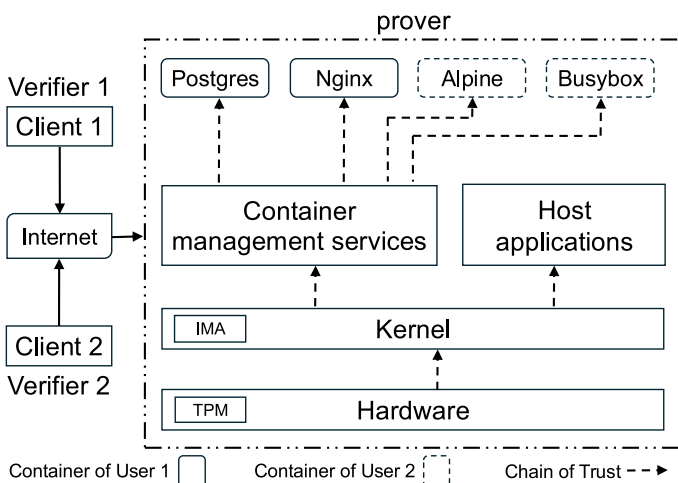 prover
Postgres
Nginx
Alpine
Busybox
Verifier 1
Client 1
Internet
Client 2
Verifier 2
Container
management services
Host
applications
IMA
Kernel
TPM
Hardware
Container of User 1
Container of User 2
Chain of Trust